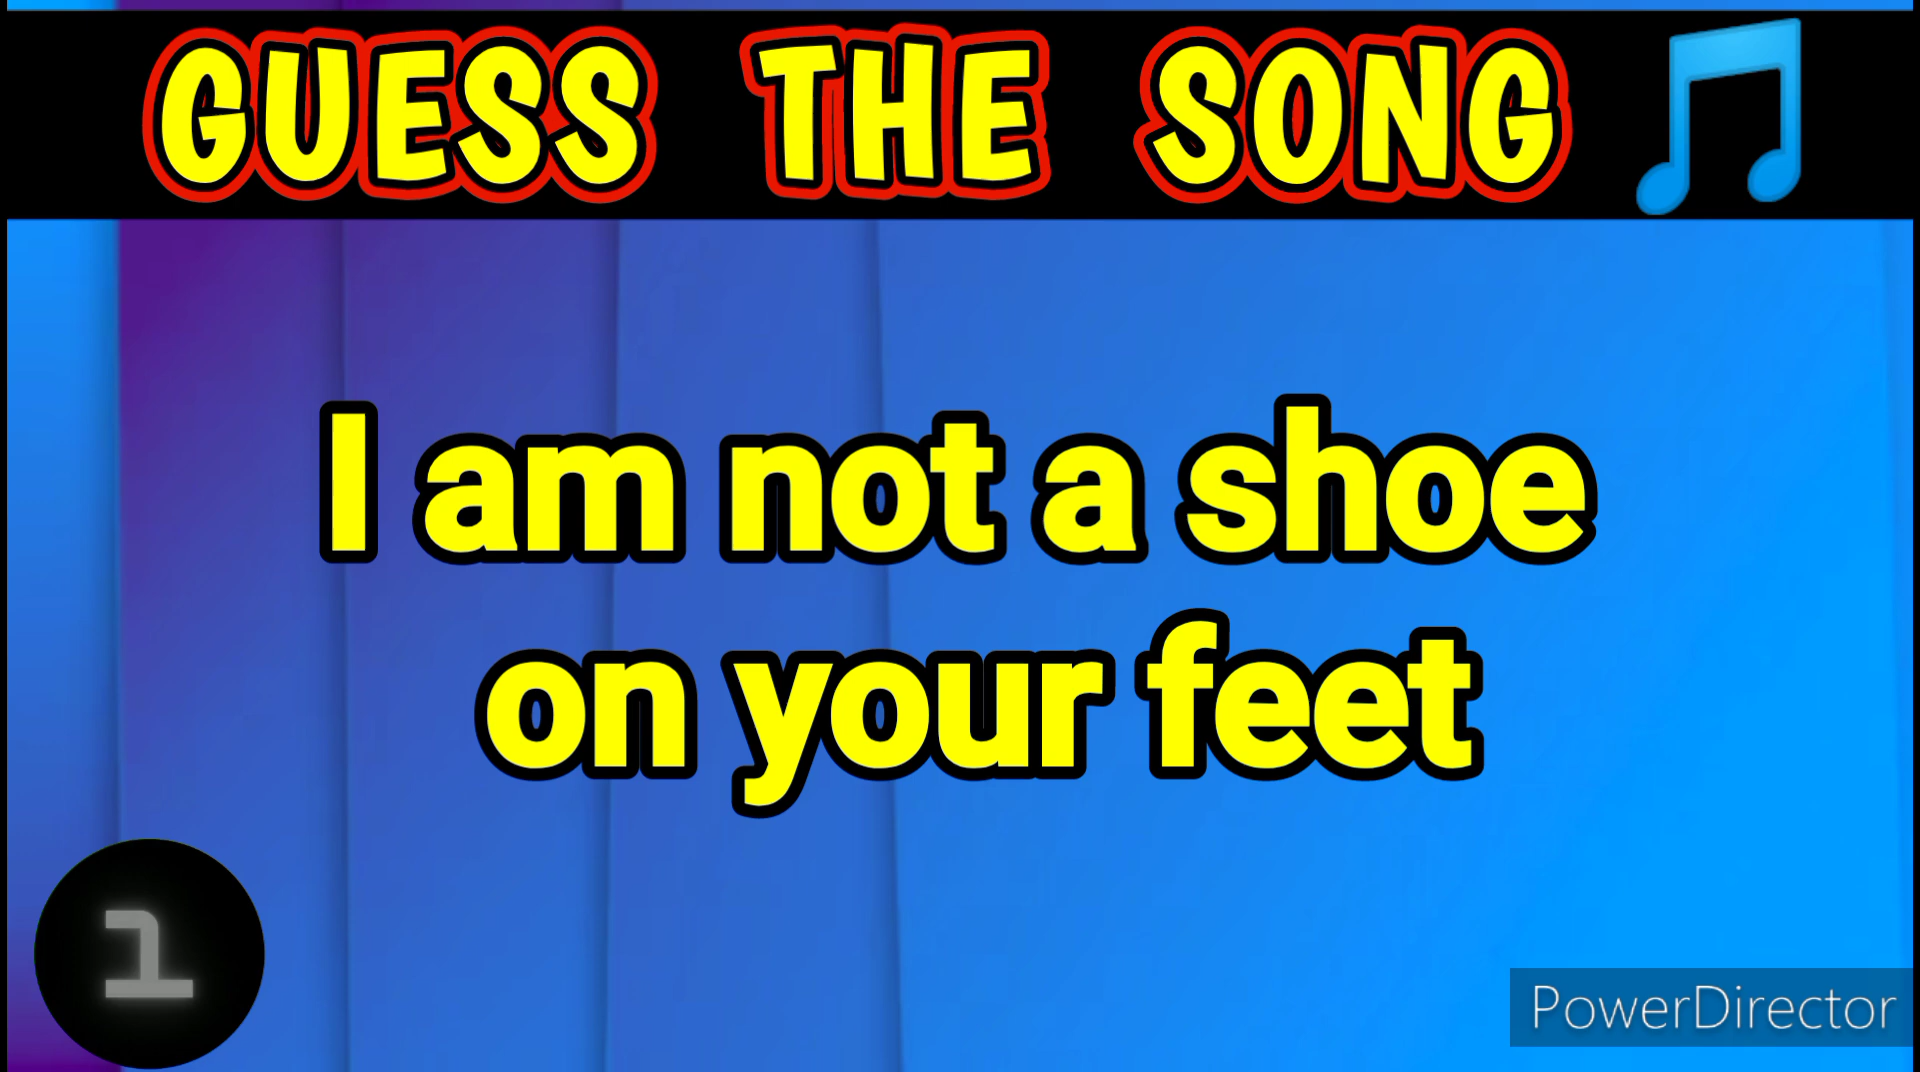 GUESS THE SONG
I am not a shoe
on your feet
1
PowerDirector